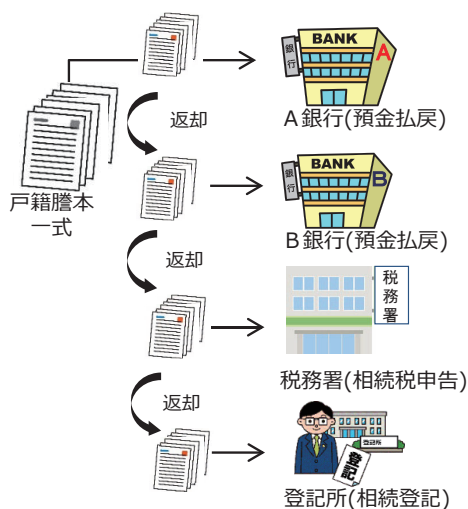 BANK
銀行
A
A銀行(預金払戻)
返却
戸籍謄本
一式
BANK
銀行
B
B銀行(預金払戻)
返却
税務署
税務署(相続税申告)
返却
登記所
登記
登記所(相続登記)